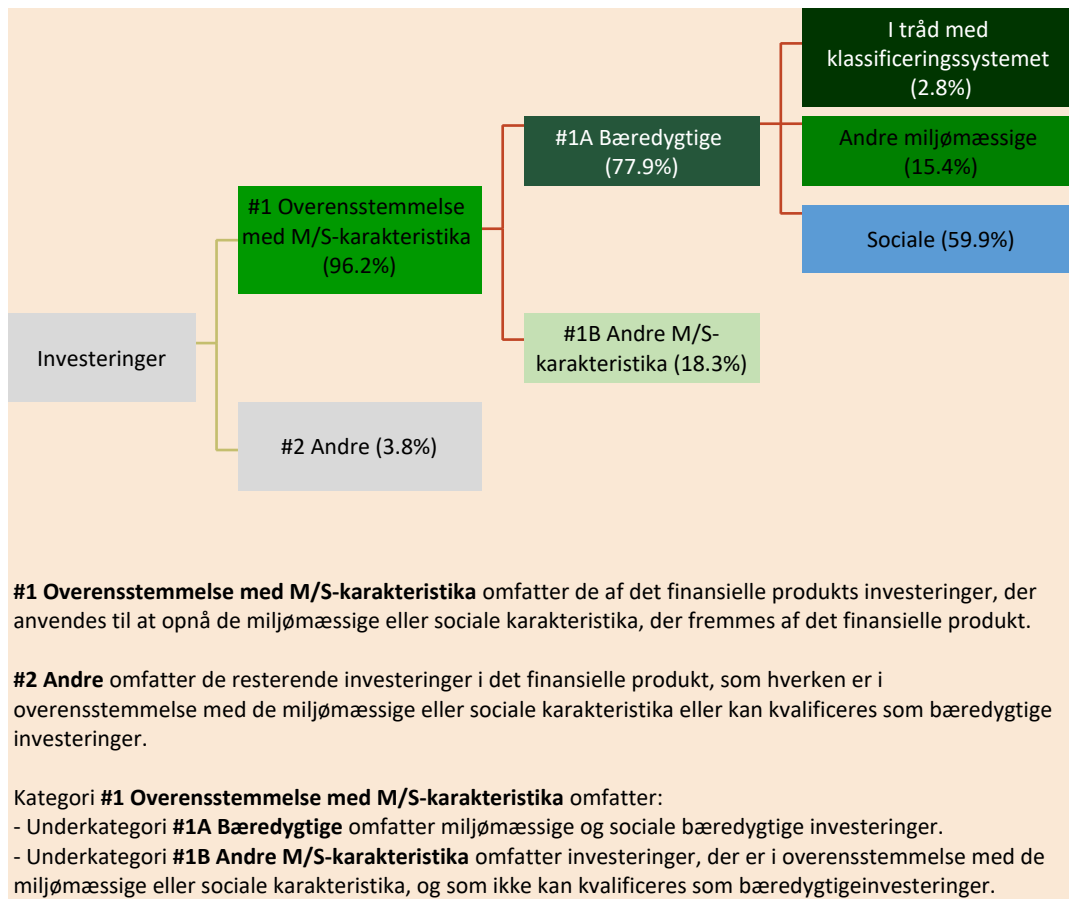 I tråd med
klassificeringssystemet
(2.8%)
#1A Bæredygtige
(77.9%)
Andre miljømæssige
(15.4%)
#1 Overensstemmelse
med M/S-karakteristika
(96.2%)
Sociale (59.9%)
Investeringer
#1B Andre M/S-
karakteristika (18.3%)
#2 Andre (3.8%)
#1 Overensstemmelse med M/S-karakteristika omfatter de af det finansielle produkts investeringer, der
anvendes til at opnå de miljømæssige eller sociale karakteristika, der fremmes af det finansielle produkt.
#2 Andre omfatter de resterende investeringer i det finansielle produkt, som hverken er i
overensstemmelse med de miljømæssige eller sociale karakteristika eller kan kvalificeres som bæredygtige
investeringer.
Kategori #1 Overensstemmelse med M/S-karakteristika omfatter:
- Underkategori #1A Bæredygtige omfatter miljømæssige og sociale bæredygtige investeringer.
- Underkategori #1B Andre M/S-karakteristika omfatter investeringer, der er i overensstemmelse med de
miljømæssige eller sociale karakteristika, og som ikke kan kvalificeres som bæredygtigeinvesteringer.